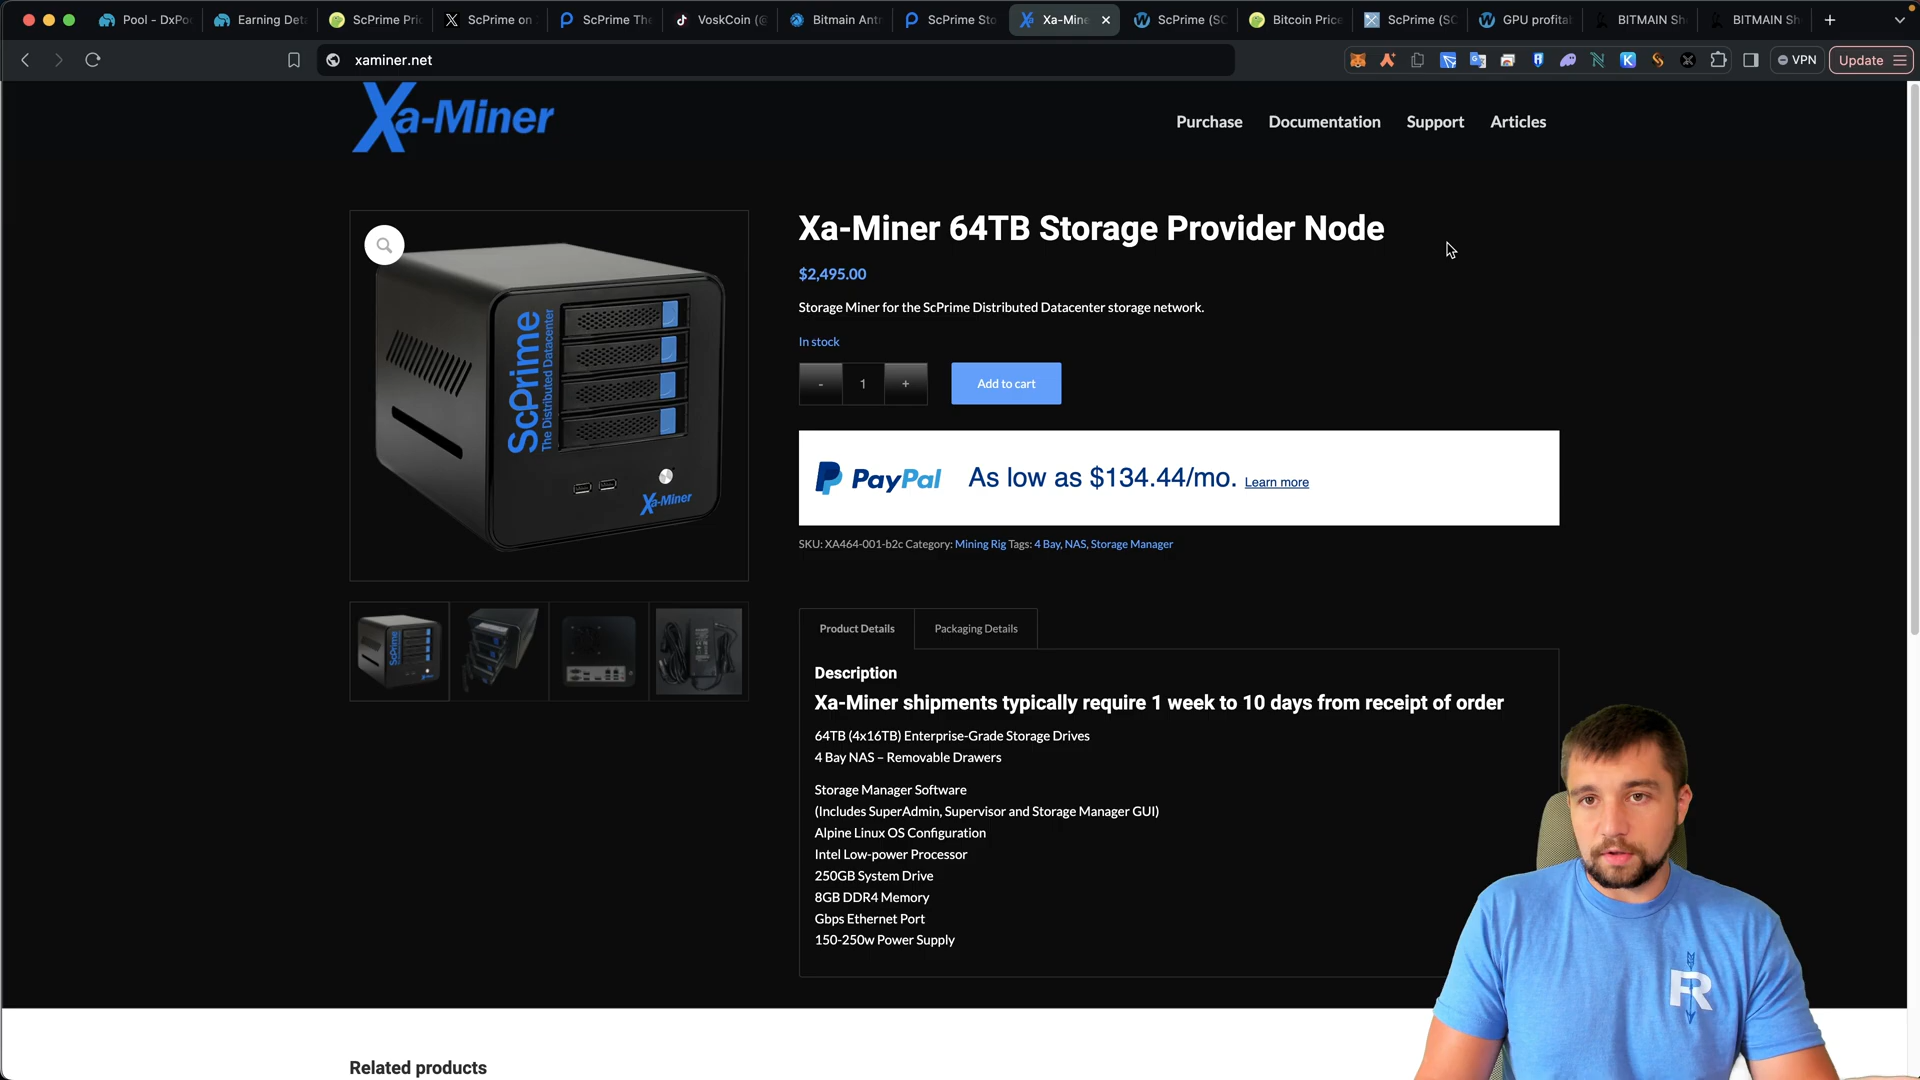 Pool - DxPo
Earning Deta
ScPrime Pric
ScPrime on
ScPrime The
VoskCoin (@
Bitmain Antr
ScPrime Sto
Xa-Mine
ScPrime (SC
Bitcoin Price
ScPrime (SC
GPU profitab
BITMAIN Sh
BITMAIN Sh
xaminer.net
VPN
Update
Xa-Miner
Purchase
Documentation
Support
Articles
Xa-Miner 64TB Storage Provider Node
$2,495.00
Storage Miner for the ScPrime Distributed Datacenter storage network.
In stock
- 1 +
Add to cart
PayPal As low as $134.44/mo. Learn more
SKU: XA464-001-b2c Category: Mining Rig Tags: 4 Bay, NAS, Storage Manager
ScPrime
The Distributed Datacenter
Xa-Miner
Product Details
Packaging Details
Description
Xa-Miner shipments typically require 1 week to 10 days from receipt of order
64TB (4x16TB) Enterprise-Grade Storage Drives
4 Bay NAS – Removable Drawers
Storage Manager Software
(Includes SuperAdmin, Supervisor and Storage Manager GUI)
Alpine Linux OS Configuration
Intel Low-power Processor
250GB System Drive
8GB DDR4 Memory
Gbps Ethernet Port
150-250w Power Supply
R
Related products